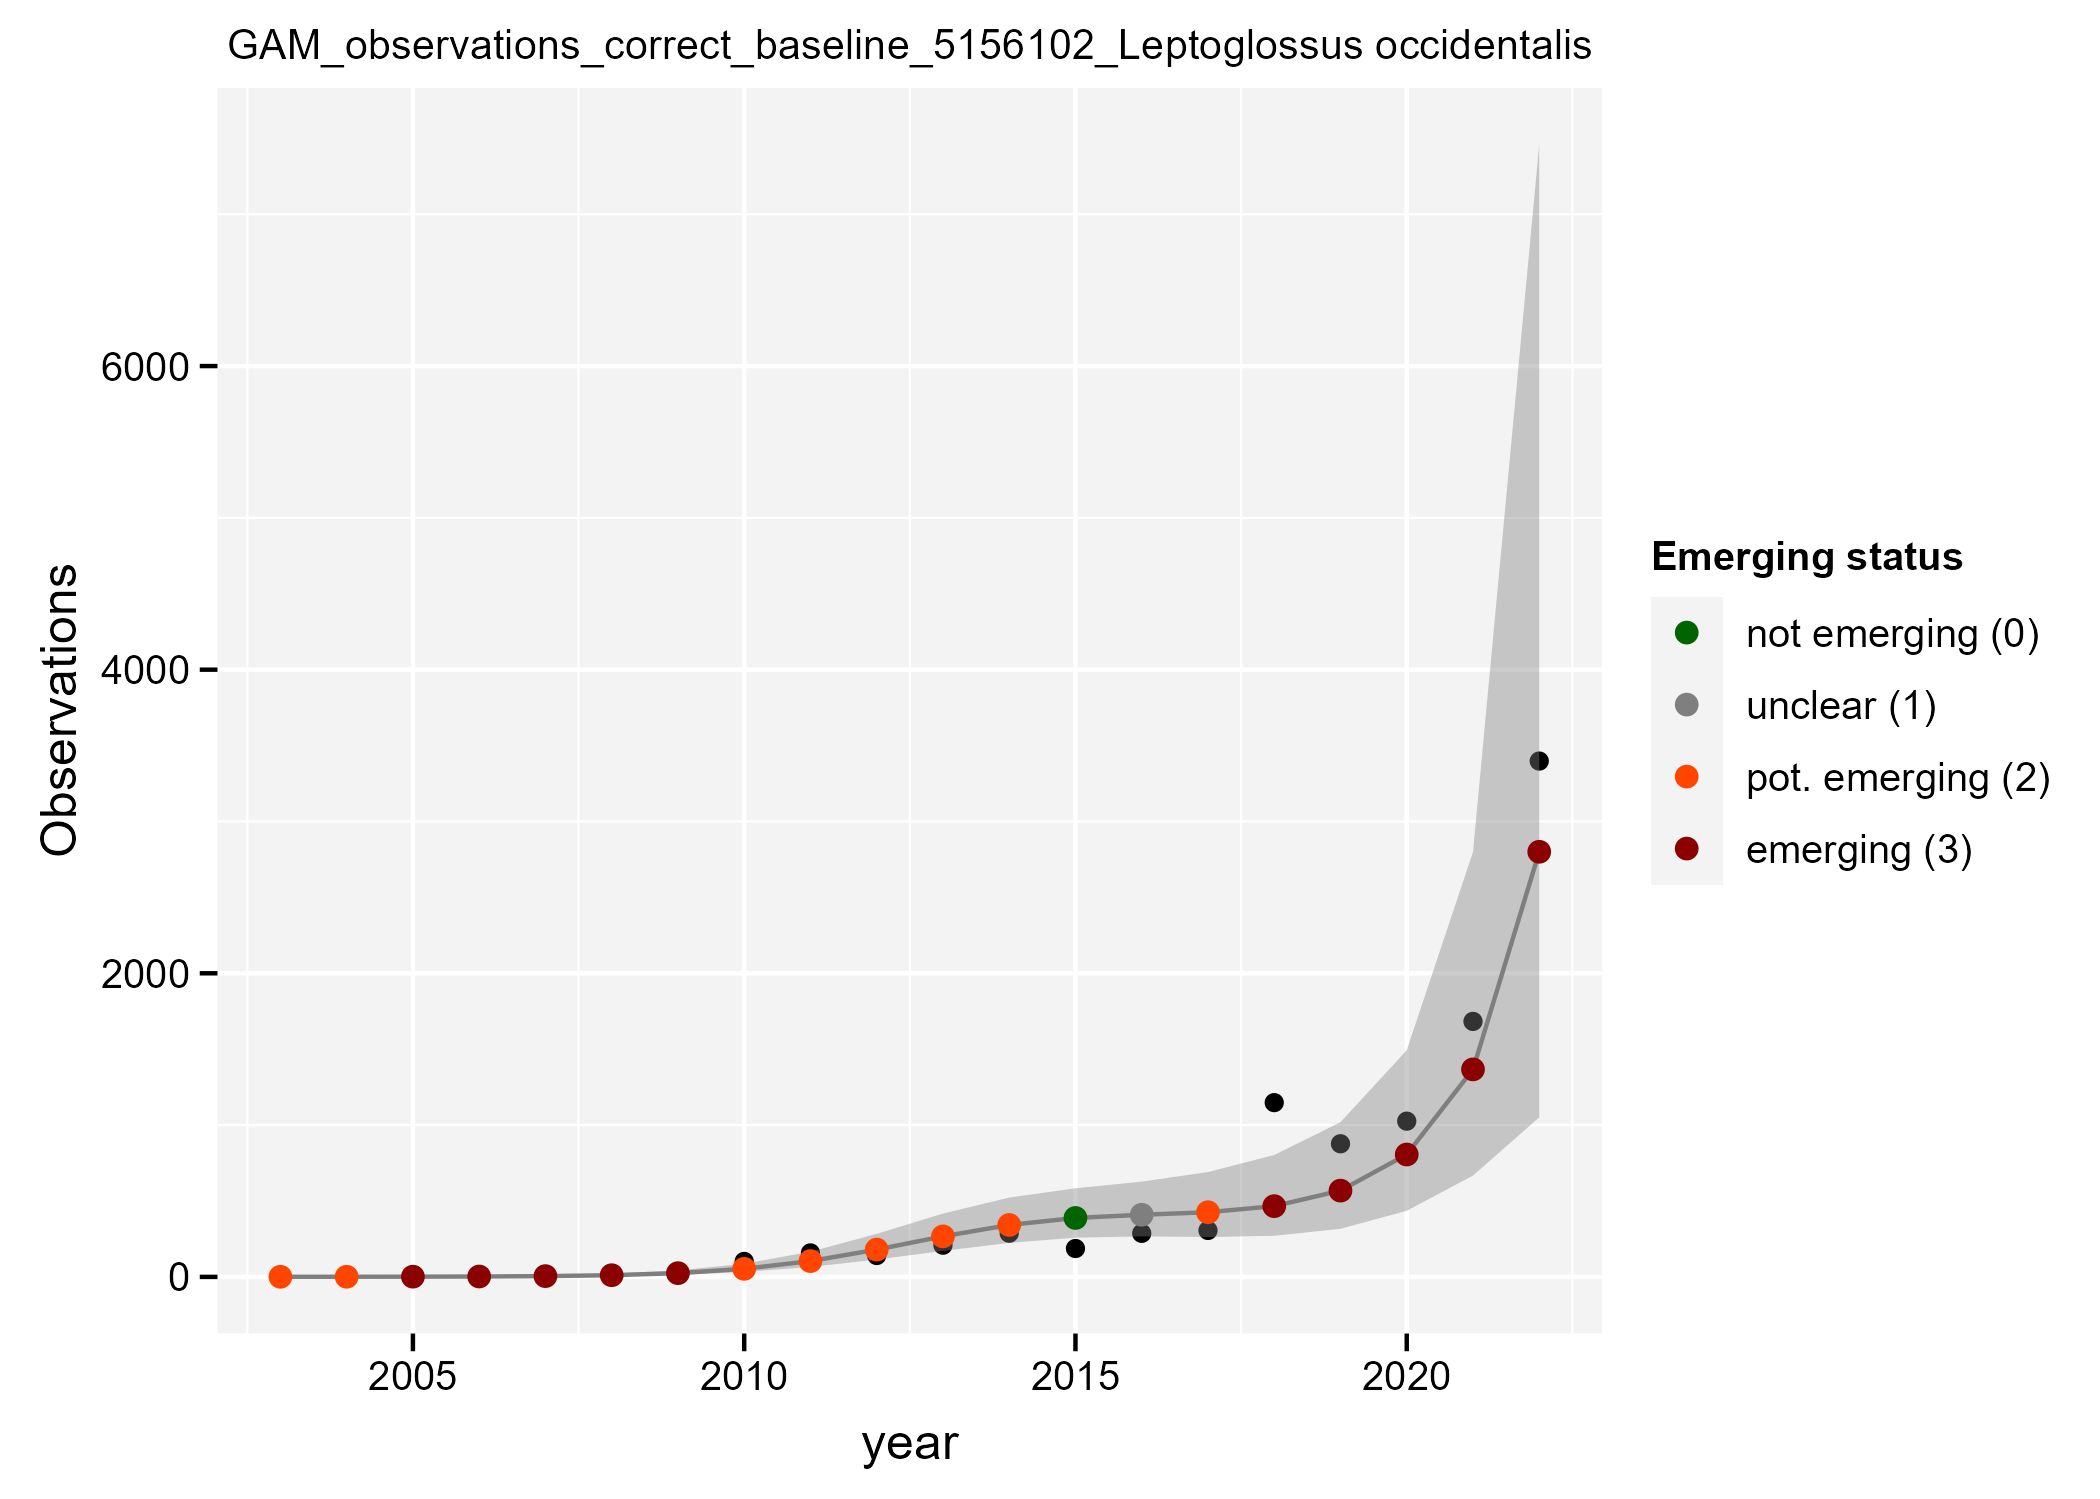 GAM_observations_correct_baseline_5156102_Leptoglossus occidentalis
Observations
6000
4000
2000
0
2005 2010 2015 2020
year
Emerging status
not emerging (0)
unclear (1)
pot. emerging (2)
emerging (3)